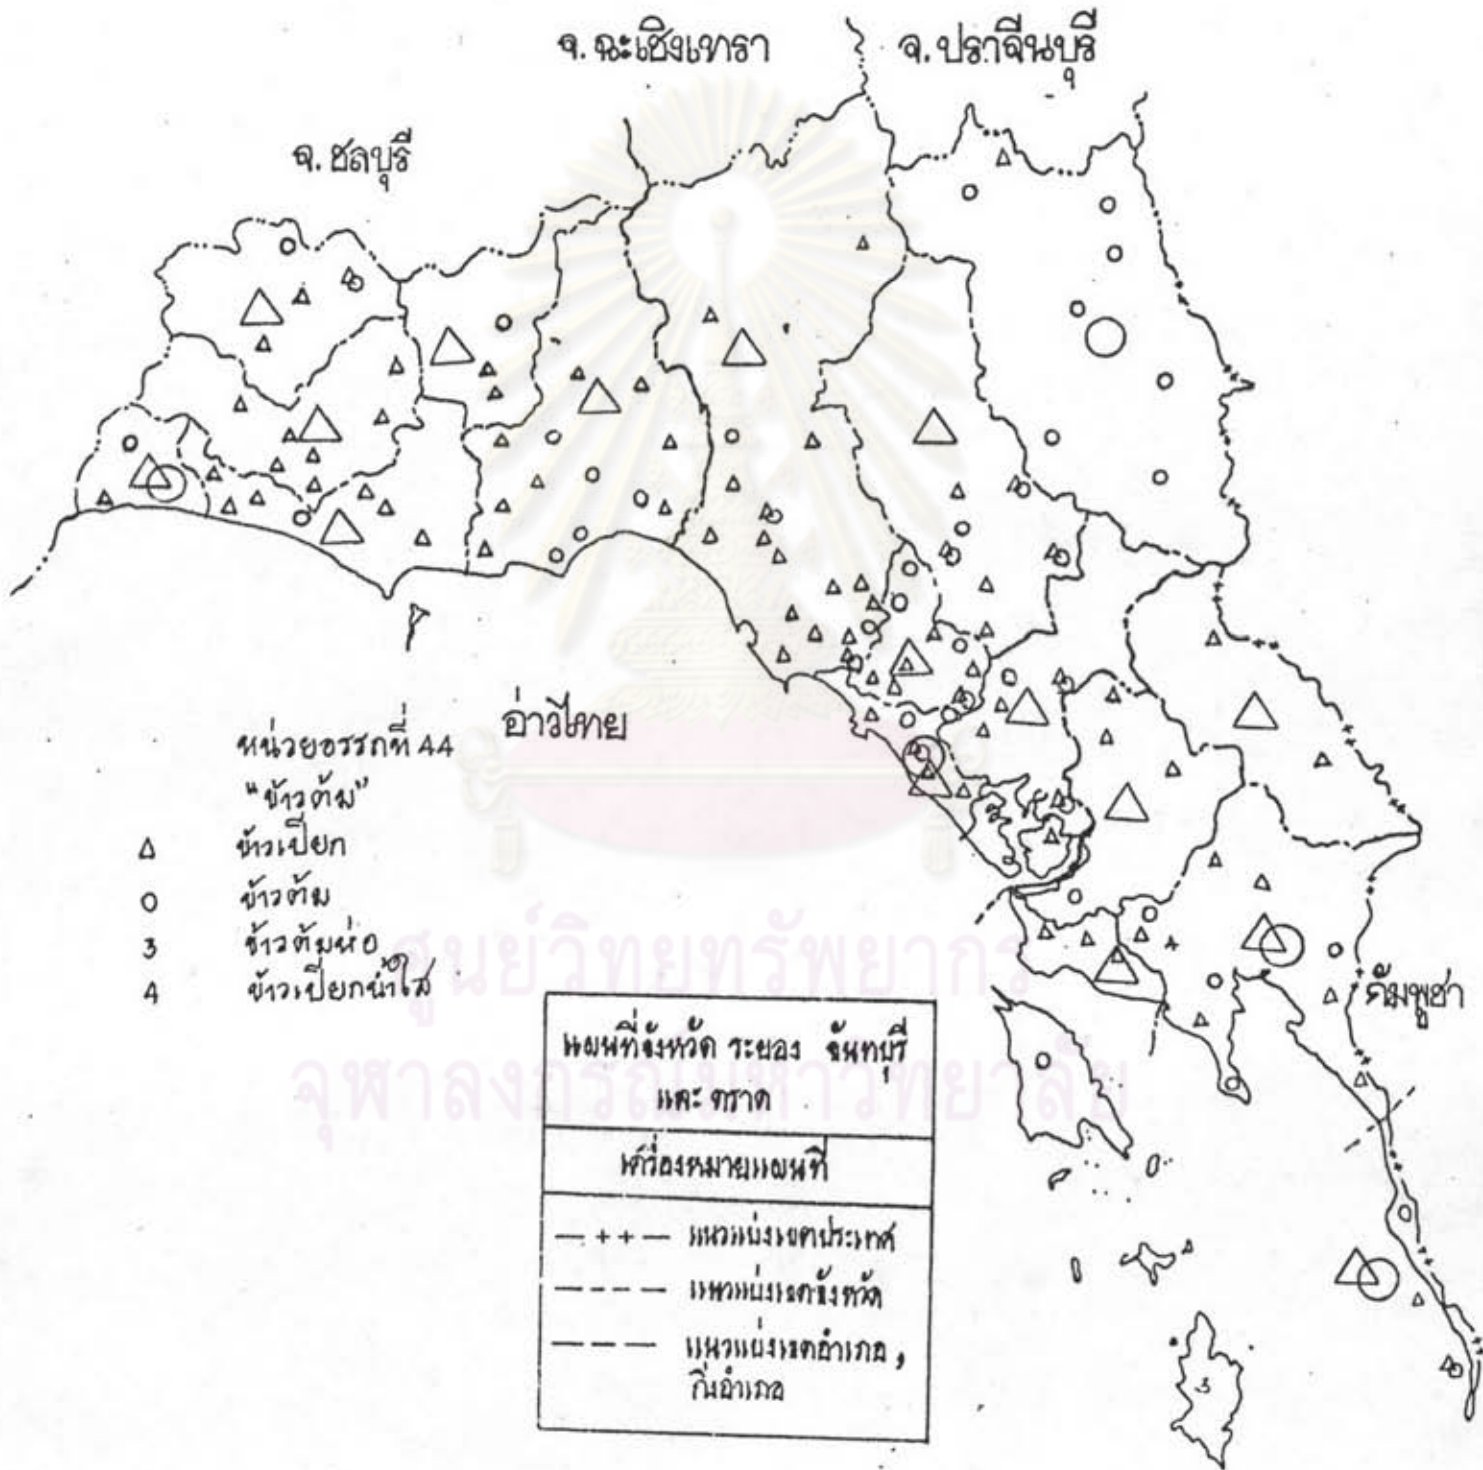 จ.ฉะเชิงเทรา
จ.ปราจีนบุรี
จ.ชลบุรี
อ่าวไทย
หน่วยอรรถที่ 44
"ข้าวต้ม"
△ ข้าวเปียก
○ ข้าวต้ม
3 ข้าวต้มห่อ
4 ข้าวเปียกน้ำใส
4
กัมพูชา
3
ศูนย์วิทยทรัพยากร
จุฬาลงกรณ์มหาวิทยาลัย
แผนที่จังหวัด ระยอง จันทบุรี
และ ตราด
เครื่องหมายแผนที่
—++— แนวแบ่งเขตประเทศ
—---— แนวแบ่งเขตจังหวัด
—-—— แนวแบ่งเขตอำเภอ,
กิ่งอำเภอ